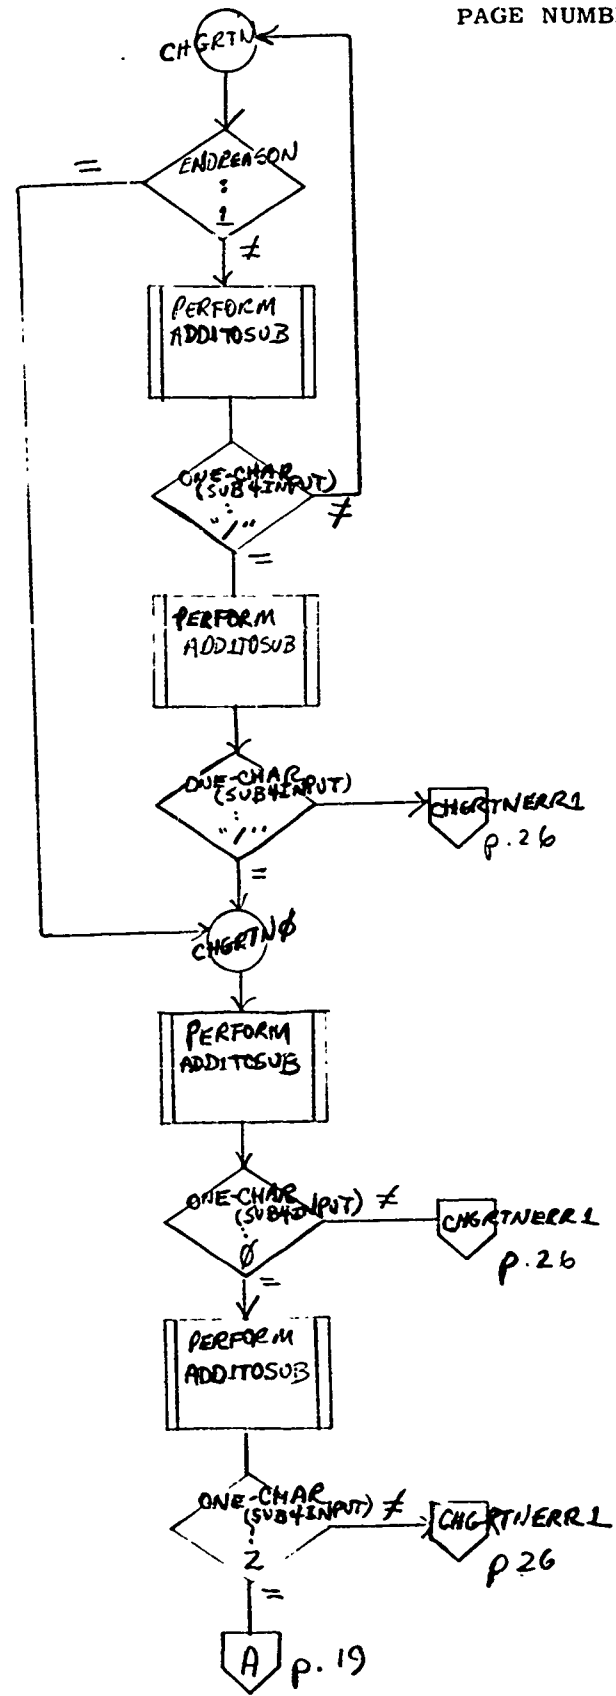 PAGE NUMB
CHGRTN
ENDREASON
:
1
=
≠
PERFORM
ADD1TOSUB
ONE-CHAR
(SUB4INPUT)
:
"/"
≠
=
PERFORM
ADD1TOSUB
ONE-CHAR
(SUB4INPUT)
:
"/"
=
CHGRTNERR1
p.26
CHGRTNØ
PERFORM
ADD1TOSUB
ONE-CHAR
(SUB4INPUT) ≠
:
Ø
=
CHGRTNERR1
p.26
PERFORM
ADD1TOSUB
ONE-CHAR
(SUB4INPUT) ≠
:
2
=
CHGRTNERR1
p 26
A p. 19